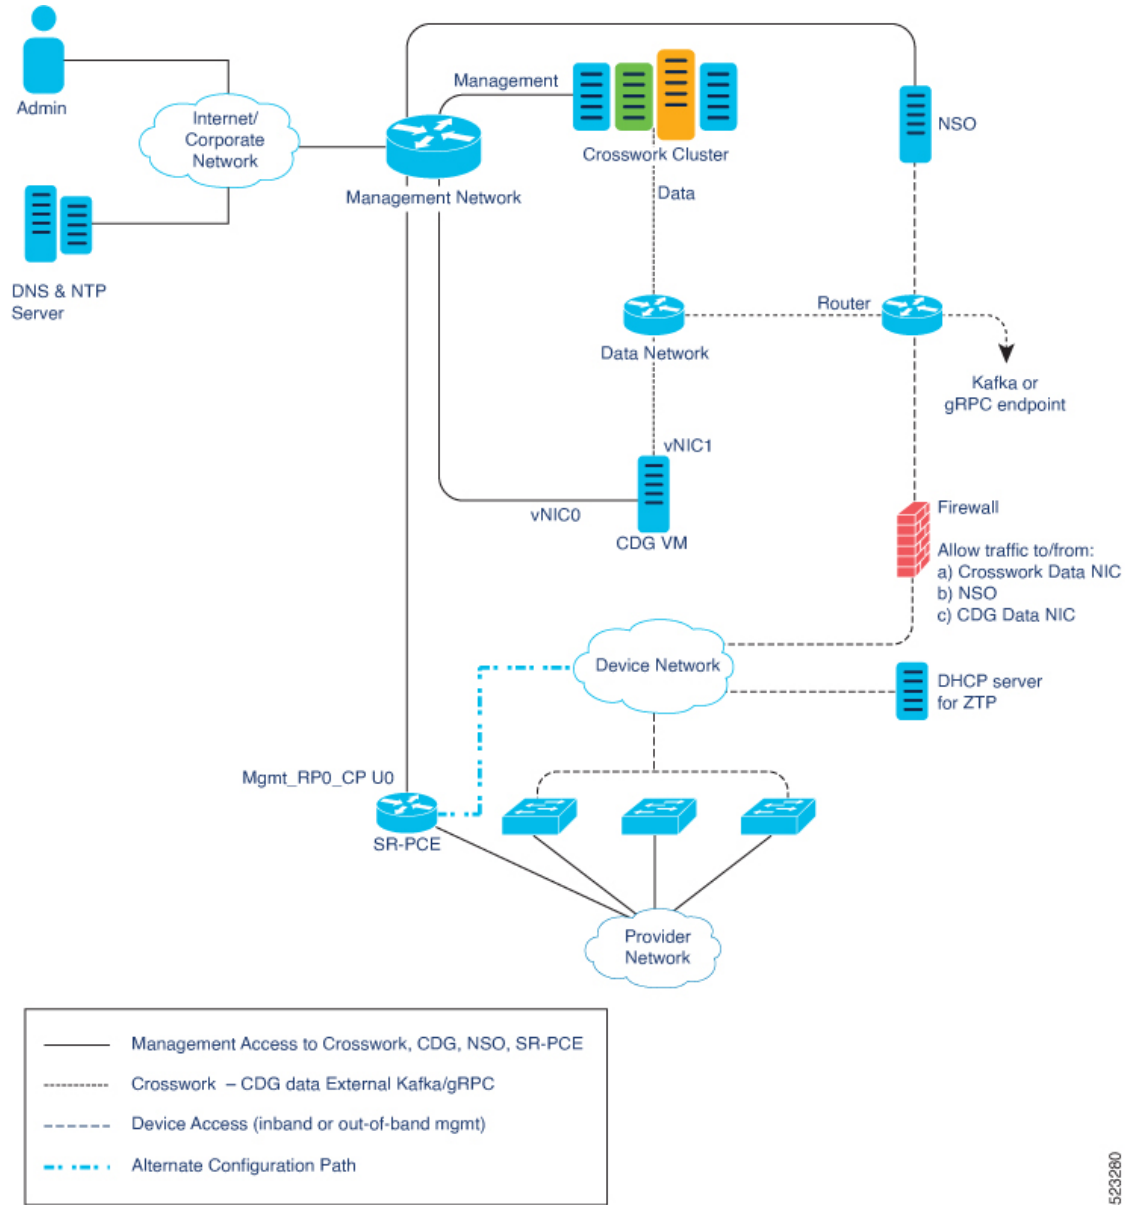 Admin
Internet/
Corporate
Network
DNS & NTP
Server
Management
Management Network
Crosswork Cluster
NSO
Data
Router
Data Network
Kafka or
gRPC endpoint
vNIC1
vNIC0
CDG VM
Firewall
Allow traffic to/from:
a) Crosswork Data NIC
b) NSO
c) CDG Data NIC
Device Network
DHCP server
for ZTP
Mgmt_RP0_CP U0
SR-PCE
Provider
Network
Management Access to Crosswork, CDG, NSO, SR-PCE
Crosswork – CDG data External Kafka/gRPC
Device Access (inband or out-of-band mgmt)
Alternate Configuration Path
523280